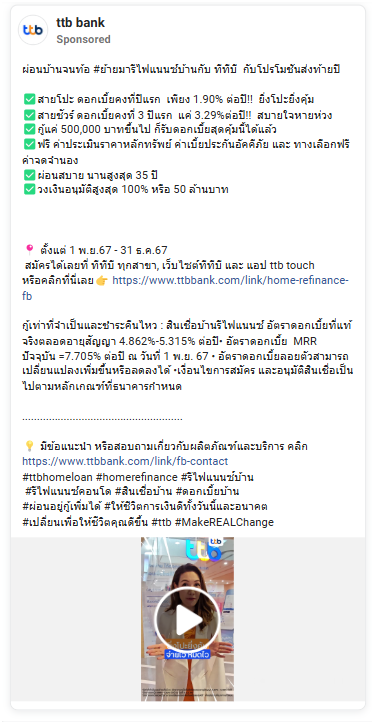 ttb bank
Sponsored
ttb
ผ่อนบ้านจนท้อ #ย้ายมารีไฟแนนซ์บ้านกับ ทีทีบี กับโปรโมชันส่งท้ายปี
✅สายโปะ ดอกเบี้ยคงที่ปีแรก เพียง 1.90% ต่อปี!! ยิ่งโปะยิ่งคุ้ม
✅สายชัวร์ ดอกเบี้ยคงที่ 3 ปีแรก แค่ 3.29%ต่อปี!! สบายใจหายห่วง
✅กู้แค่ 500,000 บาทขึ้นไป ก็รับดอกเบี้ยสุดคุ้มนี้ได้แล้ว
✅ฟรี ค่าประเมินราคาหลักทรัพย์ ค่าเบี้ยประกันอัคคีภัย และ ทางเลือกฟรี
ค่าจดจำนอง
✅ผ่อนสบาย นานสูงสุด 35 ปี
✅วงเงินอนุมัติสูงสุด 100% หรือ 50 ล้านบาท
📍 ตั้งแต่ 1 พ.ย.67 - 31 ธ.ค.67
สมัครได้เลยที่ ทีทีบี ทุกสาขา, เว็บไซต์ทีทีบี และ แอป ttb touch
หรือคลิกที่นี่เลย👉 https://www.ttbbank.com/link/home-refinance-
fb
กู้เท่าที่จำเป็นและชำระคืนไหว : สินเชื่อบ้านรีไฟแนนซ์ อัตราดอกเบี้ยที่แท้
จริงตลอดอายุสัญญา 4.862%-5.315% ต่อปี• อัตราดอกเบี้ย MRR
ปัจจุบัน =7.705% ต่อปี ณ วันที่ 1 พ.ย. 67 • อัตราดอกเบี้ยลอยตัวสามารถ
เปลี่ยนแปลงเพิ่มขึ้นหรือลดลงได้ •เงื่อนไขการสมัคร และอนุมัติสินเชื่อเป็น
ไปตามหลักเกณฑ์ที่ธนาคารกำหนด
.......................................................
💡 มีข้อแนะนำ หรือสอบถามเกี่ยวกับผลิตภัณฑ์และบริการ คลิก
https://www.ttbbank.com/link/fb-contact
#ttbhomeloan #homerefinance #รีไฟแนนซ์บ้าน
#รีไฟแนนซ์คอนโด #สินเชื่อบ้าน #ดอกเบี้ยบ้าน
#ผ่อนอยู่กู้เพิ่มได้ #ให้ชีวิตการเงินดีทั้งวันนี้และอนาคต
#เปลี่ยนเพื่อให้ชีวิตคุณดีขึ้น #ttb #MakeREALChange
ttb
จ่ายไว หมดไว